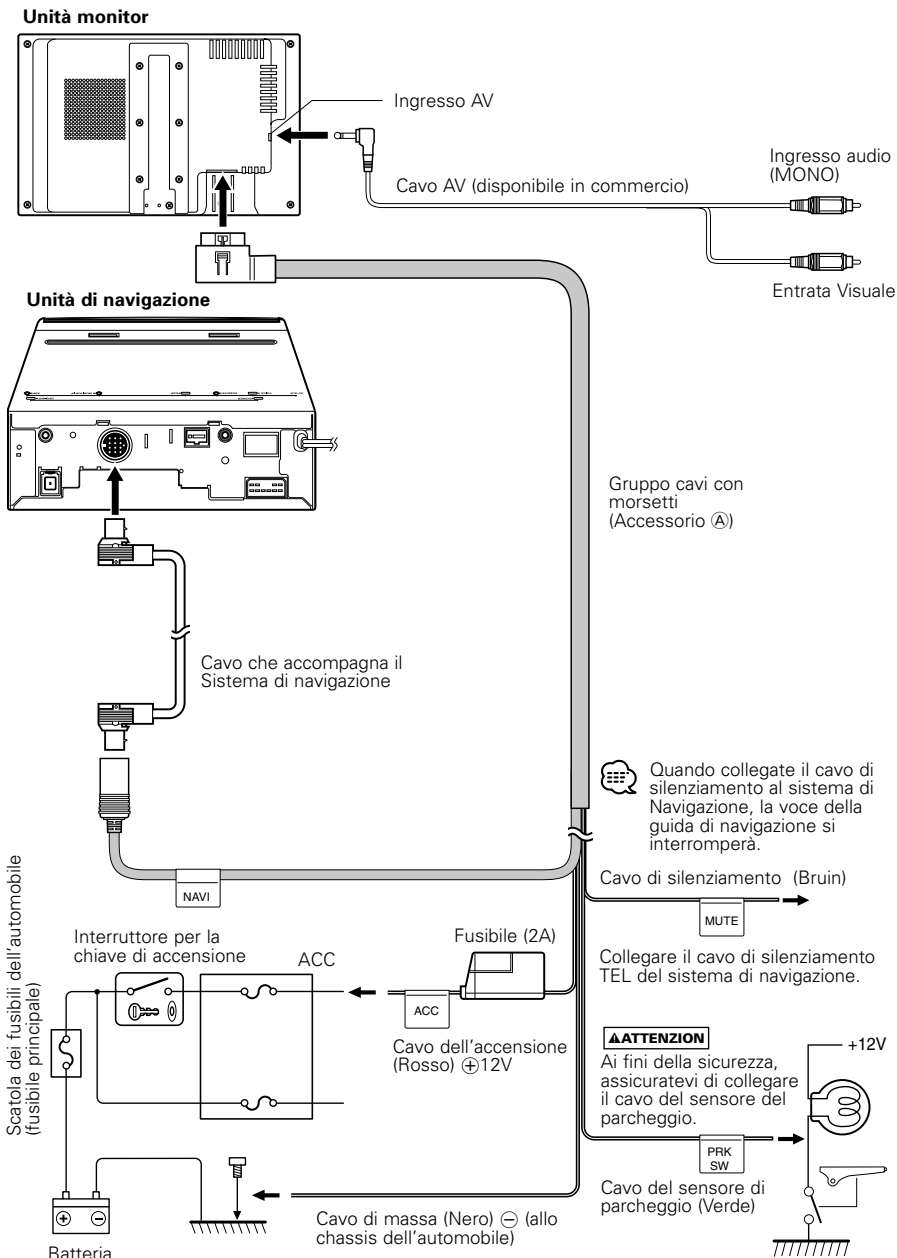 Unità monitor
Ingresso AV
Ingresso audio
(MONO)
Cavo AV (disponibile in commercio)
Entrata Visuale
Unità di navigazione
Gruppo cavi con
morsetti
(Accessorio Ⓐ)
Cavo che accompagna il
Sistema di navigazione
Quando collegate il cavo di
silenziamento al sistema di
Navigazione, la voce della
guida di navigazione si
interromperà.
NAVI
Cavo di silenziamento (Bruin)
MUTE
Collegare il cavo di silenziamento
TEL del sistema di navigazione.
Scatola dei fusibili dell'automobile
(fusibile principale)
Interruttore per la
chiave di accensione
ACC
Fusibile (2A)
ACC
Cavo dell'accensione
(Rosso) ⊕12V
ATTENZION
Ai fini della sicurezza,
assicuratevi di collegare
il cavo del sensore del
parcheggio.
+12V
PRK
SW
Cavo del sensore di
parcheggio (Verde)
Cavo di massa (Nero) ⊖ (allo
chassis dell'automobile)
⊕ ⊖
Batteria